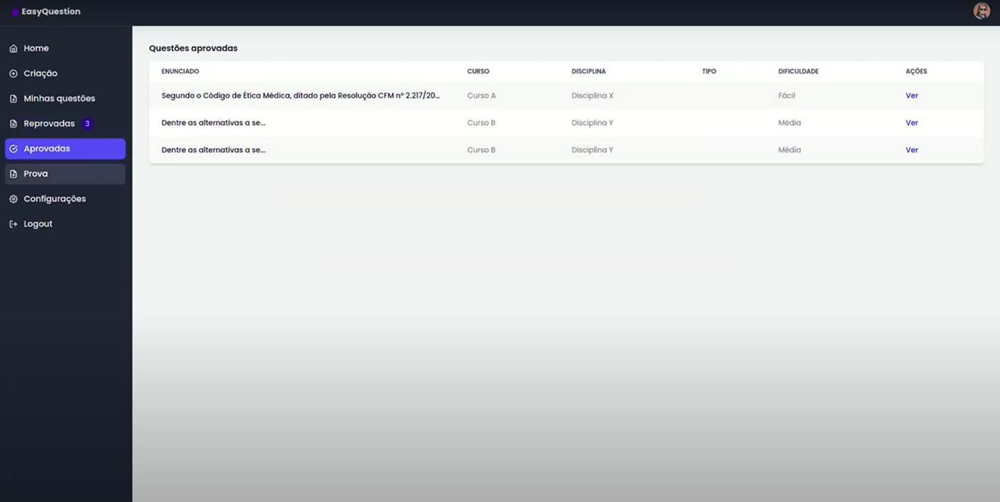 EasyQuestion
Home
Criação
Minhas questões
Reprovadas 3
Aprovadas
Prova
Configurações
Logout
Questões aprovadas
ENUNCIADO CURSO DISCIPLINA TIPO DIFICULDADE AÇÕES
Segundo o Código de Ética Médica, ditado pela Resolução CFM nº 2.217/20... Curso A Disciplina X Fácil Ver
Dentre as alternativas a se... Curso B Disciplina Y Média Ver
Dentre as alternativas a se... Curso B Disciplina Y Média Ver